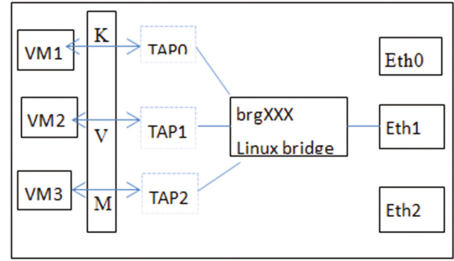 K
VM1
TAP0
Eth0
brgXXX
Linux bridge
VM2
V
TAP1
Eth1
VM3
M
TAP2
Eth2